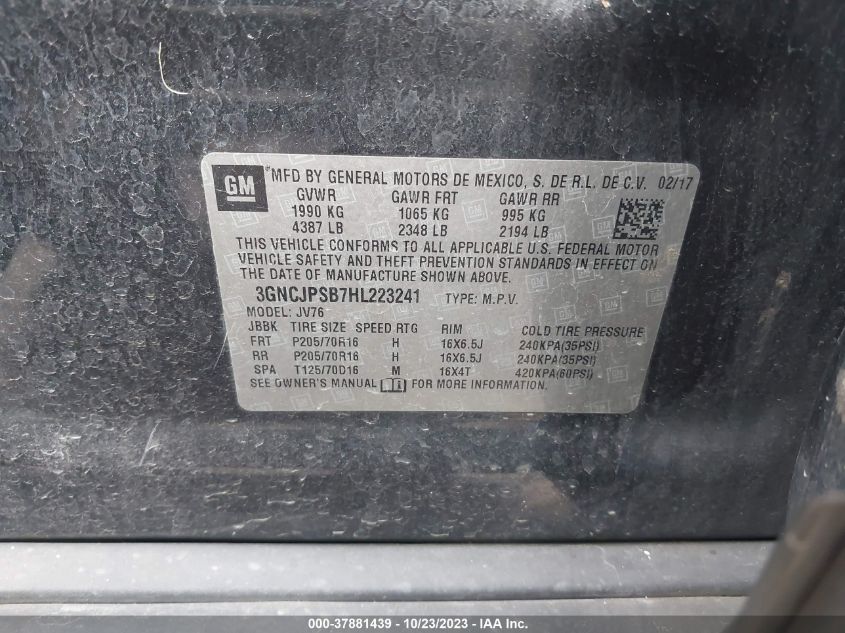 GM
*MFD BY GENERAL MOTORS DE MEXICO, S. DE R.L. DE C.V. 02/17
GVWR GAWR FRT GAWR RR
1990 KG 1065 KG 995 KG
4387 LB 2348 LB 2194 LB
THIS VEHICLE CONFORMS TO ALL APPLICABLE U.S. FEDERAL MOTOR
VEHICLE SAFETY AND THEFT PREVENTION STANDARDS IN EFFECT ON
THE DATE OF MANUFACTURE SHOWN ABOVE.
3GNCJPSB7HL223241 TYPE: M.P.V.
MODEL: JV76
JBBK TIRE SIZE SPEED RTG RIM COLD TIRE PRESSURE
FRT P205/70R16 H 16X6.5J 240KPA(35PSI)
RR P205/70R16 H 16X6.5J 240KPA(35PSI)
SPA T125/70D16 M 16X4T 420KPA(60PSI)
SEE OWNER'S MANUAL FOR MORE INFORMATION.
000-37881439 - 10/23/2023 - IAA Inc.